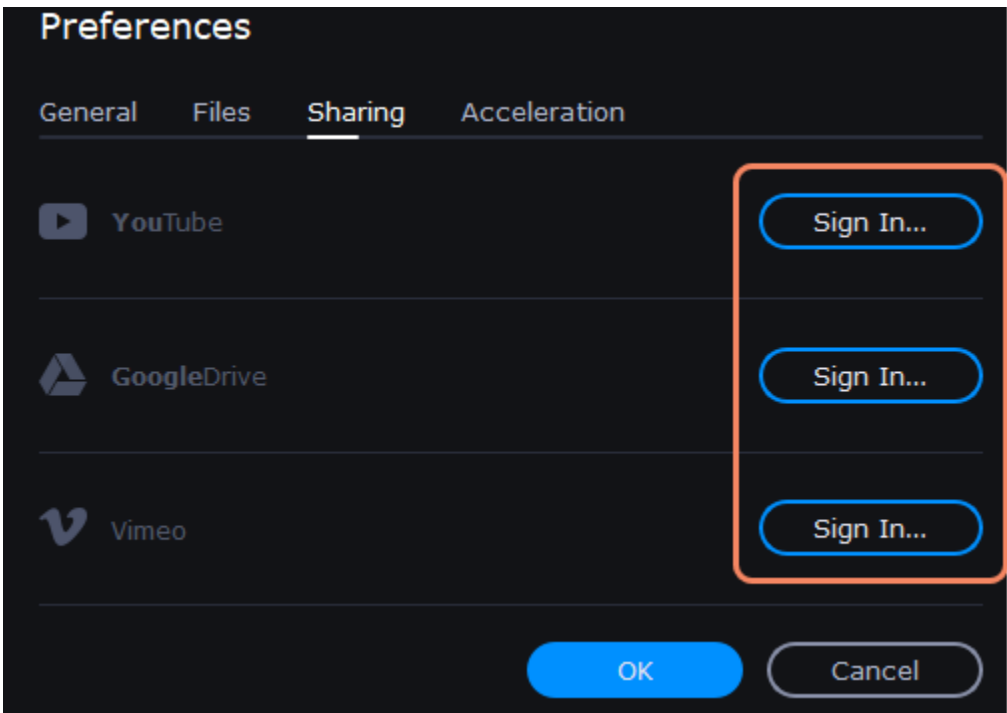 Preferences
General Files Sharing Acceleration
YouTube Sign In...
GoogleDrive Sign In...
Vimeo Sign In...
OK Cancel